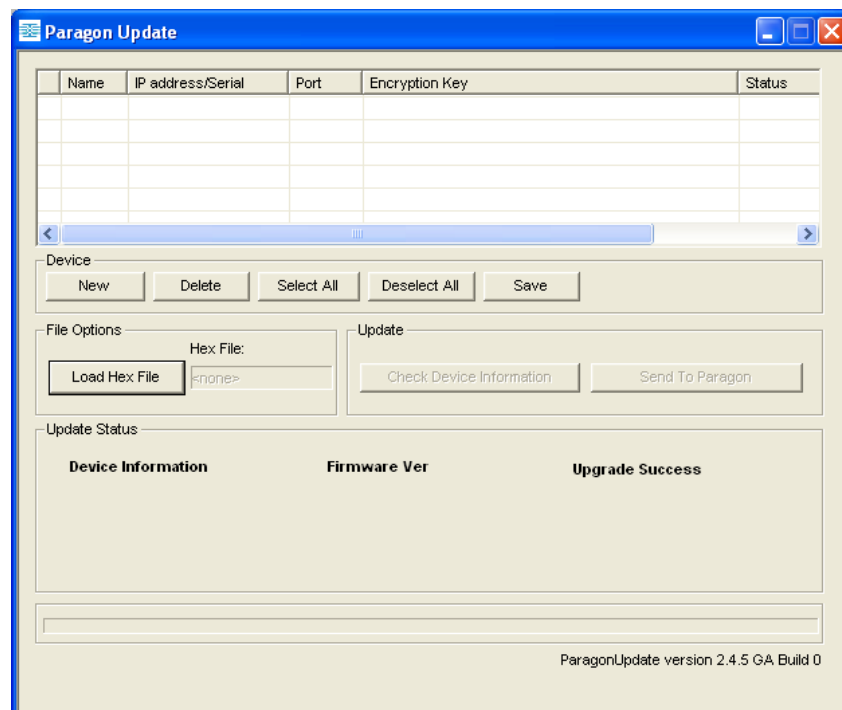 Paragon Update
Name IP address/Serial Port Encryption Key Status
Device
New Delete Select All Deselect All Save
File Options
Hex File:
Load Hex File <none>
Update
Check Device Information Send To Paragon
Update Status
Device Information Firmware Ver Upgrade Success
ParagonUpdate version 2.4.5 GA Build 0